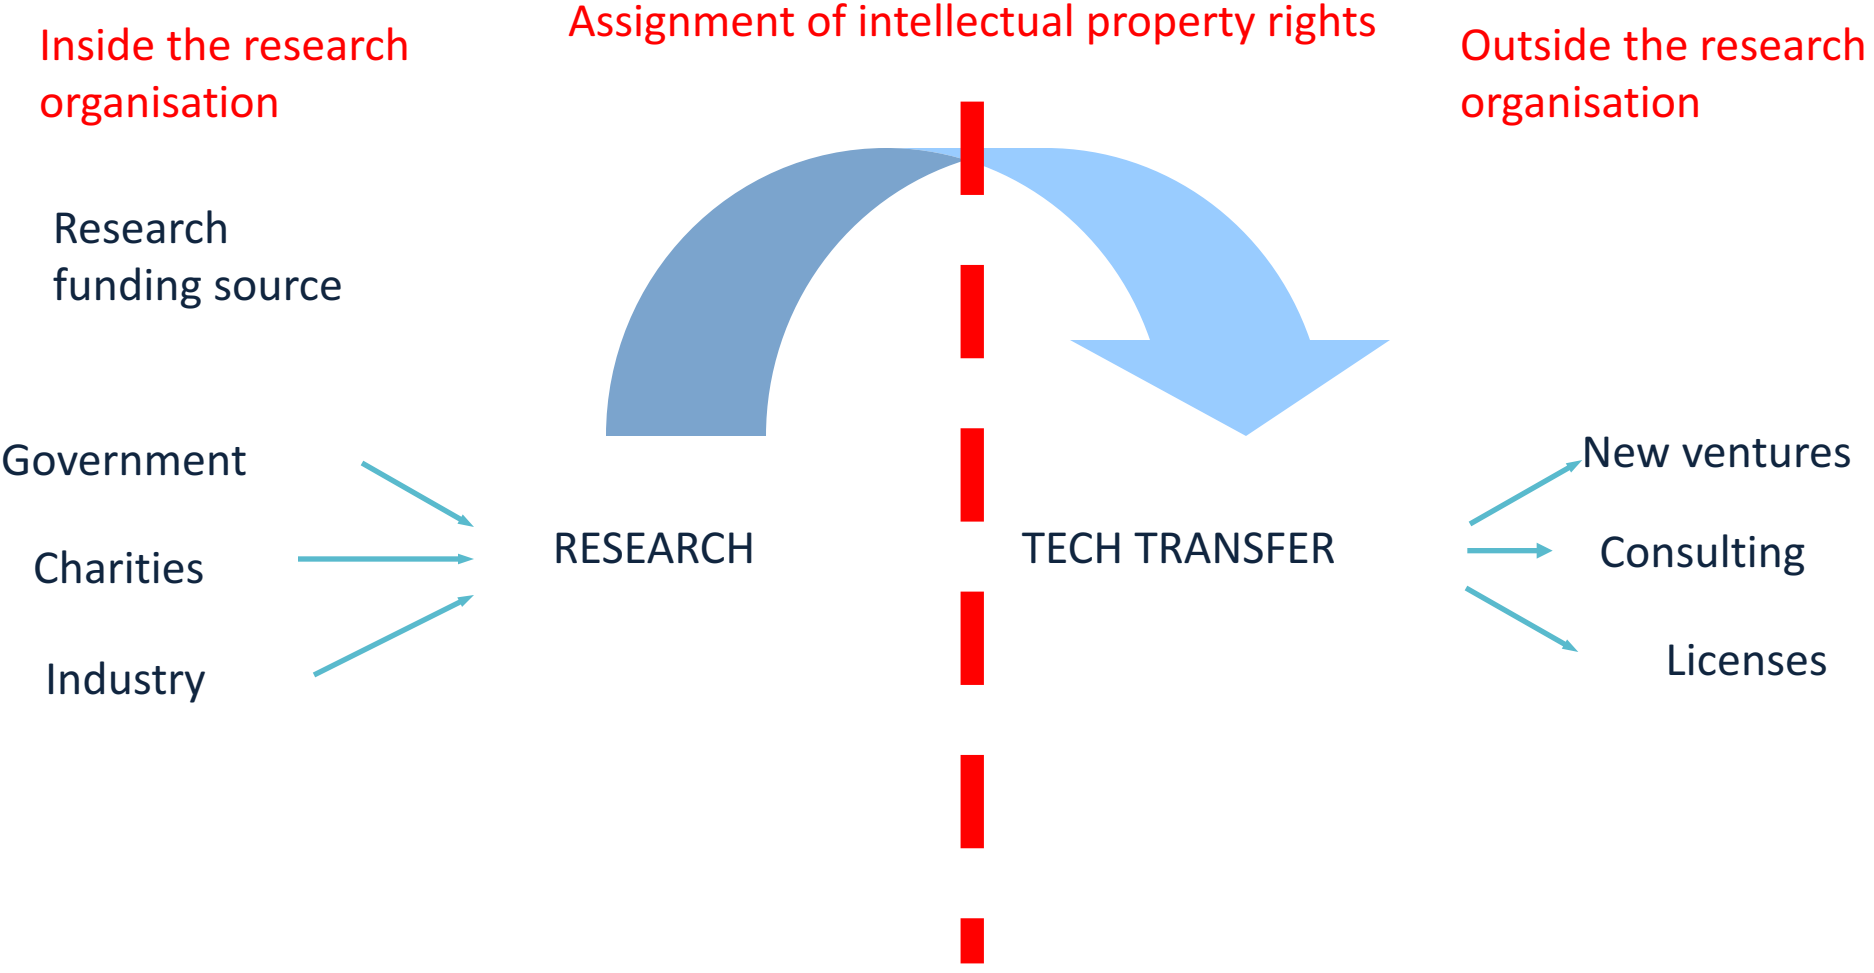 Assignment of intellectual property rights
Inside the research
organisation
Outside the research
organisation
Research
funding source
Government
Charities
Industry
RESEARCH
TECH TRANSFER
New ventures
Consulting
Licenses